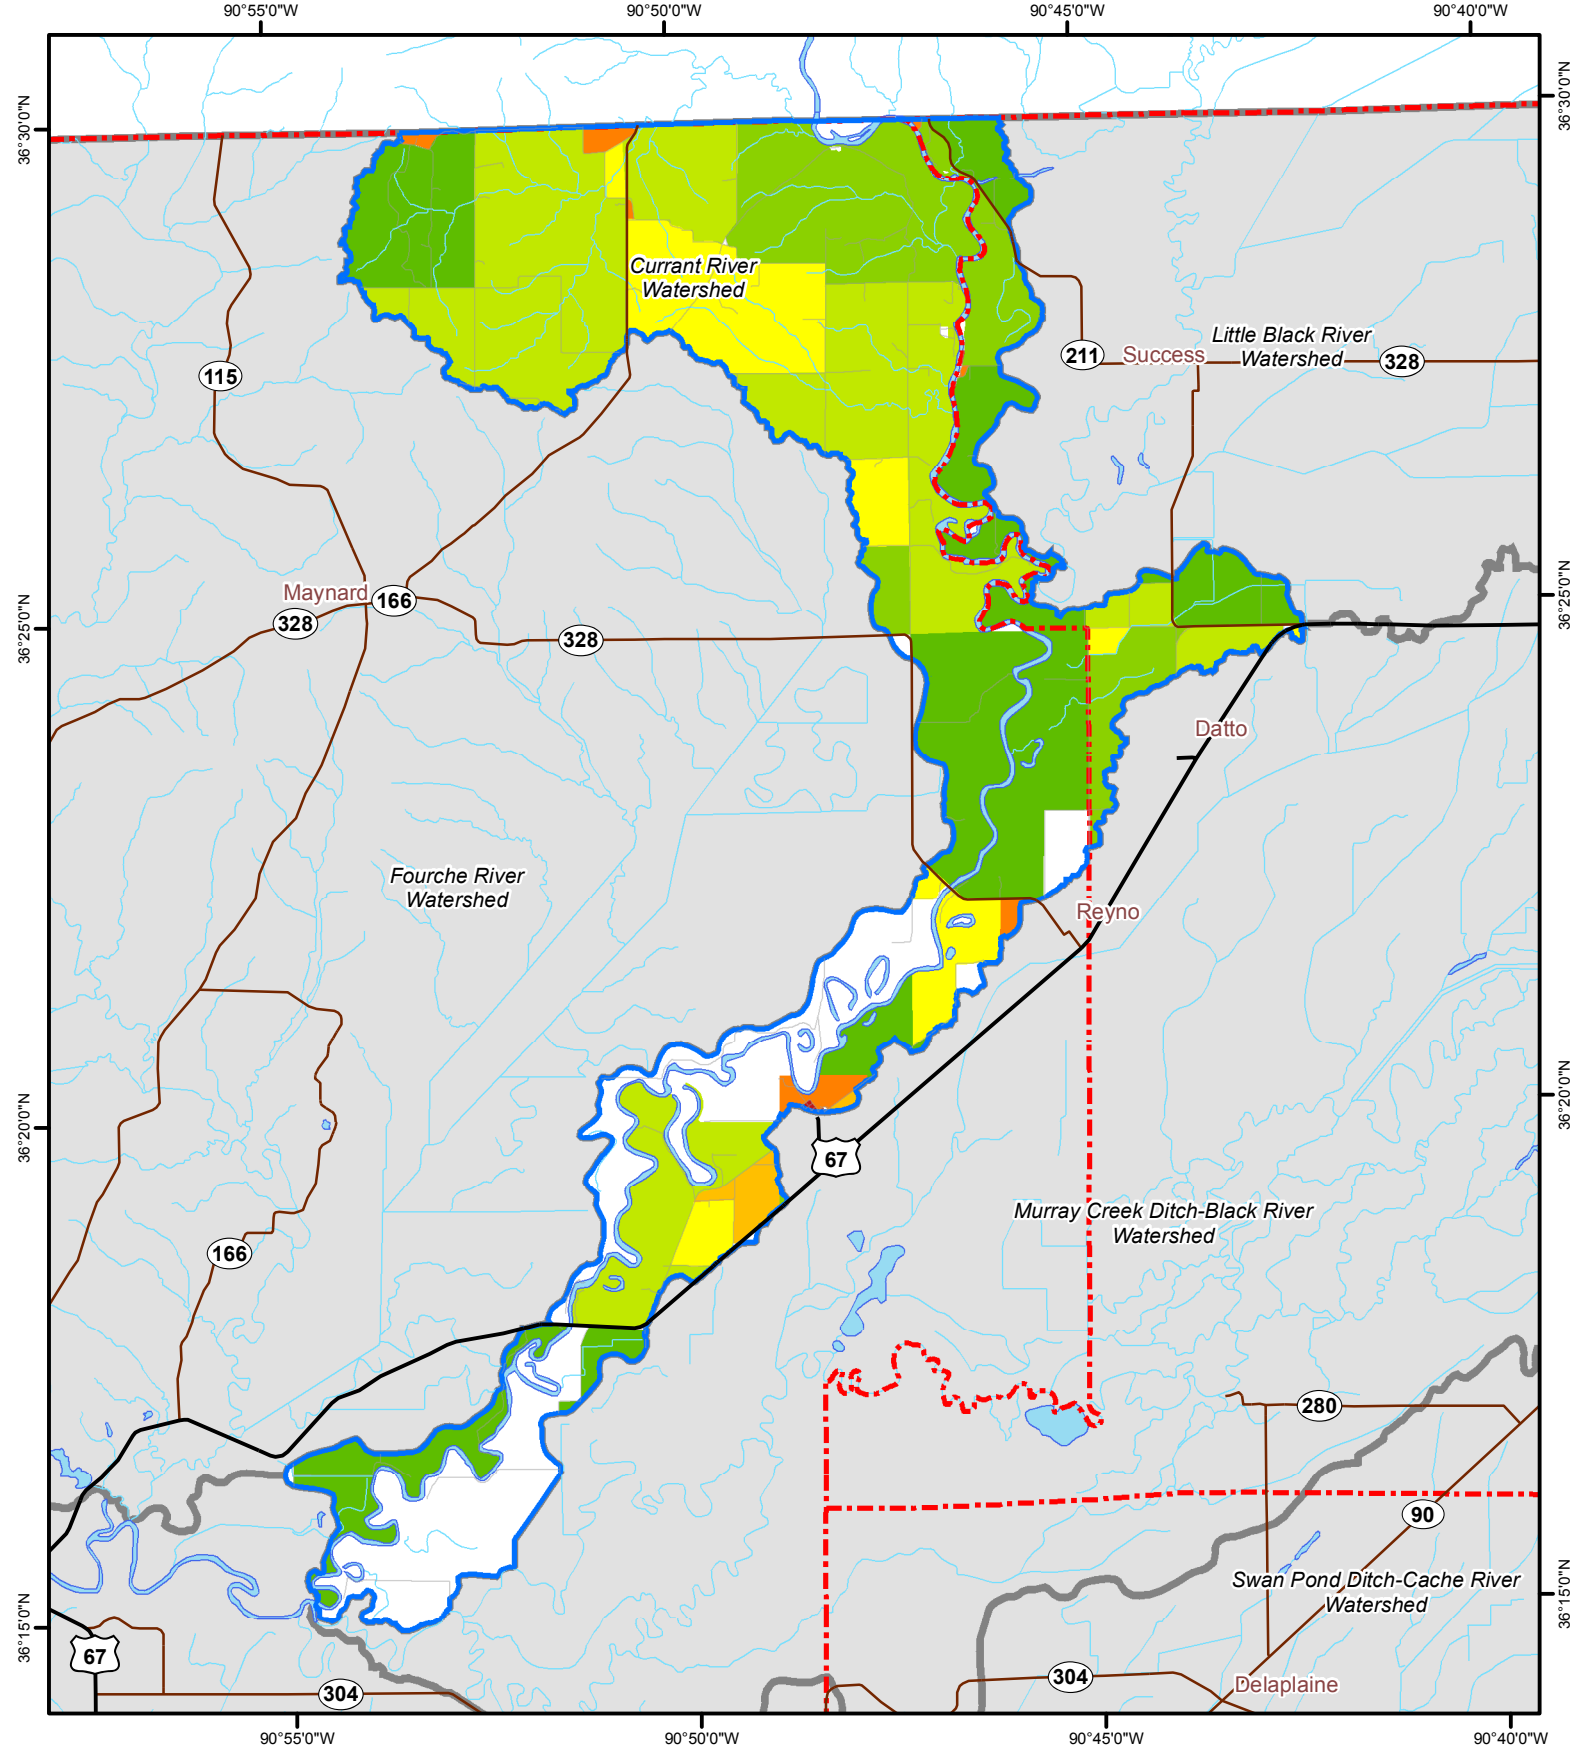 90°55'0"W
90°50'0"W
90°45'0"W
90°40'0"W
36°30'0"N
36°30'0"N
Currant River
Watershed
Little Black River
Watershed
211
Success
328
115
Maynard
166
328
328
36°25'0"N
36°25'0"N
Datto
Fourche River
Watershed
Reyno
36°20'0"N
36°20'0"N
67
Murray Creek Ditch-Black River
Watershed
166
280
90
Swan Pond Ditch-Cache River
Watershed
36°15'0"N
36°15'0"N
67
304
304
Delaplaine
90°55'0"W
90°50'0"W
90°45'0"W
90°40'0"W